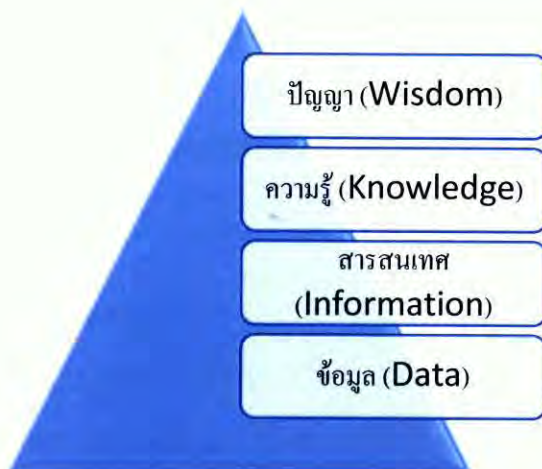 ปัญญา (Wisdom)
ความรู้ (Knowledge)
สารสนเทศ
(Information)
ข้อมูล (Data)